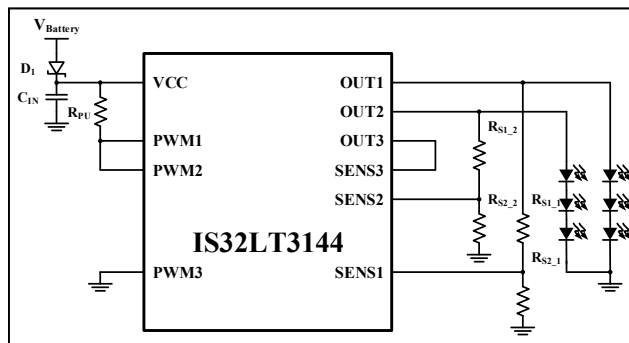 VBattery
D1
CIN
RPU
VCC
PWM1
PWM2
PWM3
IS32LT3144
OUT1
OUT2
OUT3
SENS3
SENS2
SENS1
RS1_2
RS2_2
RS1_1
RS2_1